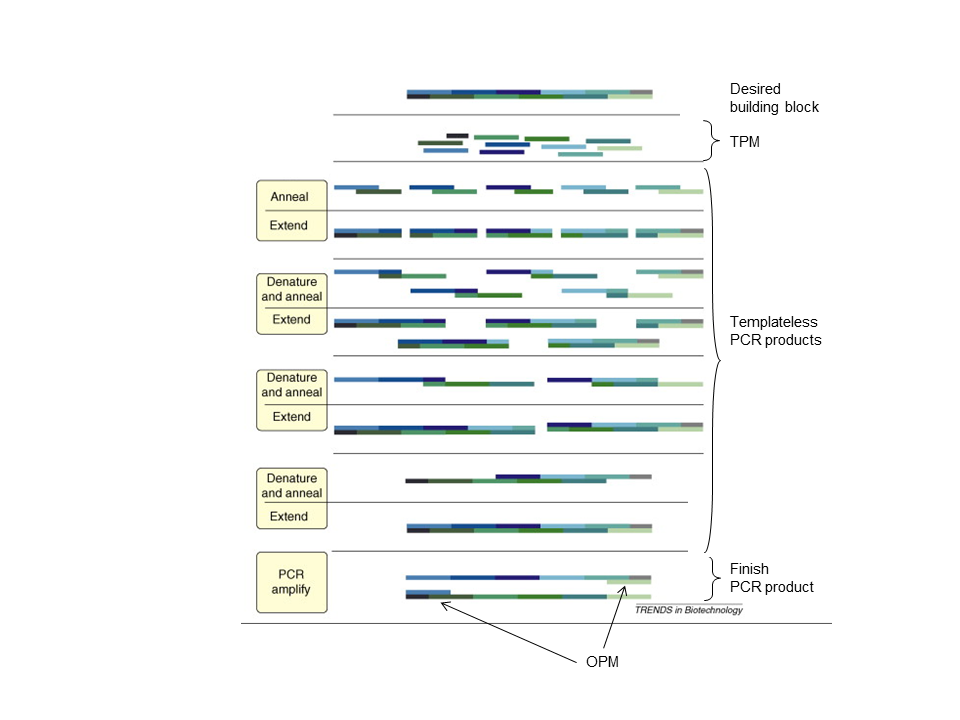 Desired
building block
TPM
Anneal
Extend
Denature
and anneal
Extend
Templateless
PCR products
Denature
and anneal
Extend
Denature
and anneal
Extend
PCR
amplify
Finish
PCR product
TRENDS in Biotechnology
OPM